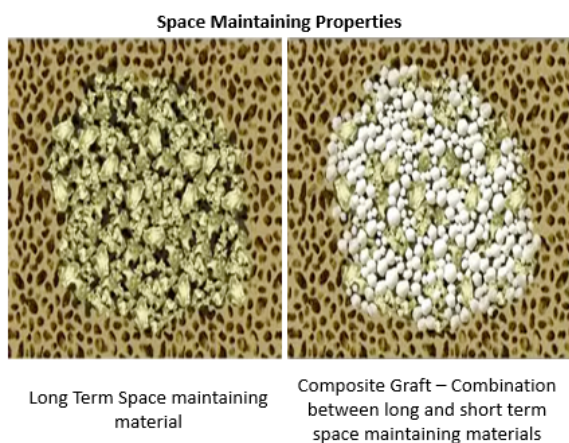 Space Maintaining Properties
Long Term Space maintaining
material
Composite Graft – Combination
between long and short term
space maintaining materials